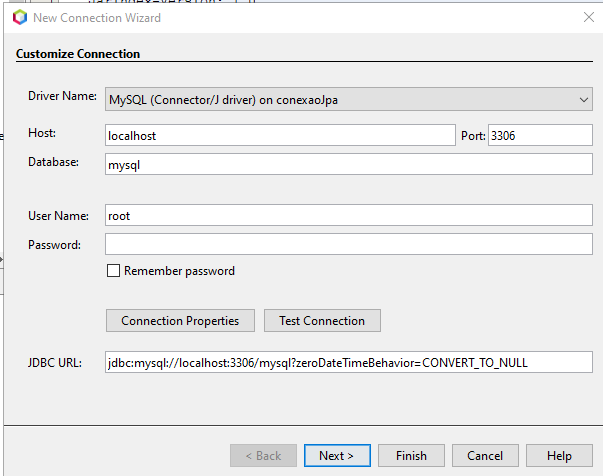 New Connection Wizard
Customize Connection
Driver Name: MySQL (Connector/J driver) on conexaoJpa
Host: localhost Port: 3306
Database: mysql
User Name: root
Password:
Remember password
Connection Properties Test Connection
JDBC URL: jdbc:mysql://localhost:3306/mysql?zeroDateTimeBehavior=CONVERT_TO_NULL
< Back Next > Finish Cancel Help